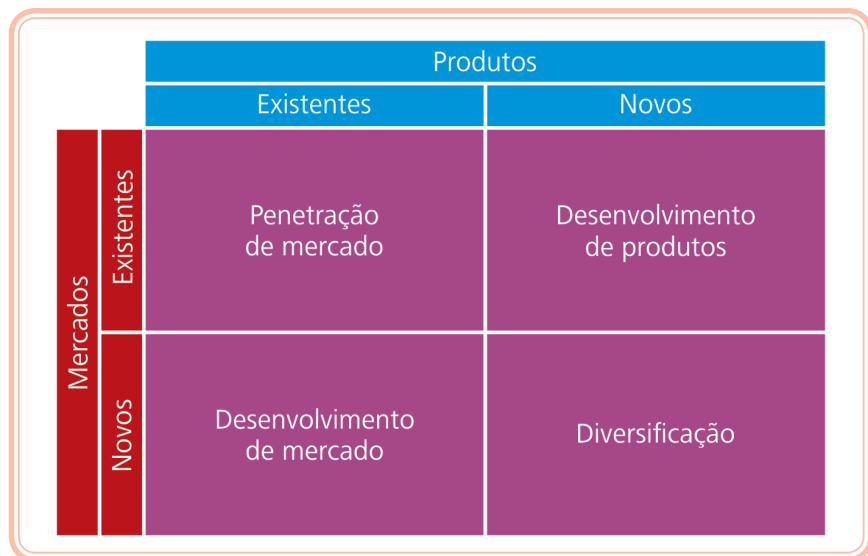 Produtos
Existentes
Novos
Mercados
Existentes
Penetração
de mercado
Desenvolvimento
de produtos
Novos
Desenvolvimento
de mercado
Diversificação